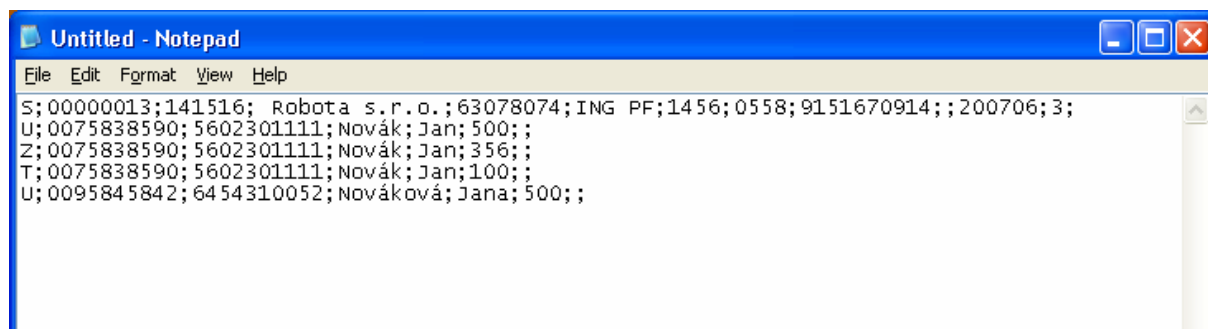 Untitled - Notepad
File Edit Format View Help
S;00000013;141516; Robota s.r.o.;63078074;ING PF;1456;0558;9151670914;;200706;3;
U;0075838590;5602301111;Novák;Jan;500;;
Z;0075838590;5602301111;Novák;Jan;356;;
T;0075838590;5602301111;Novák;Jan;100;;
U;0095845842;6454310052;Nováková;Jana;500;;